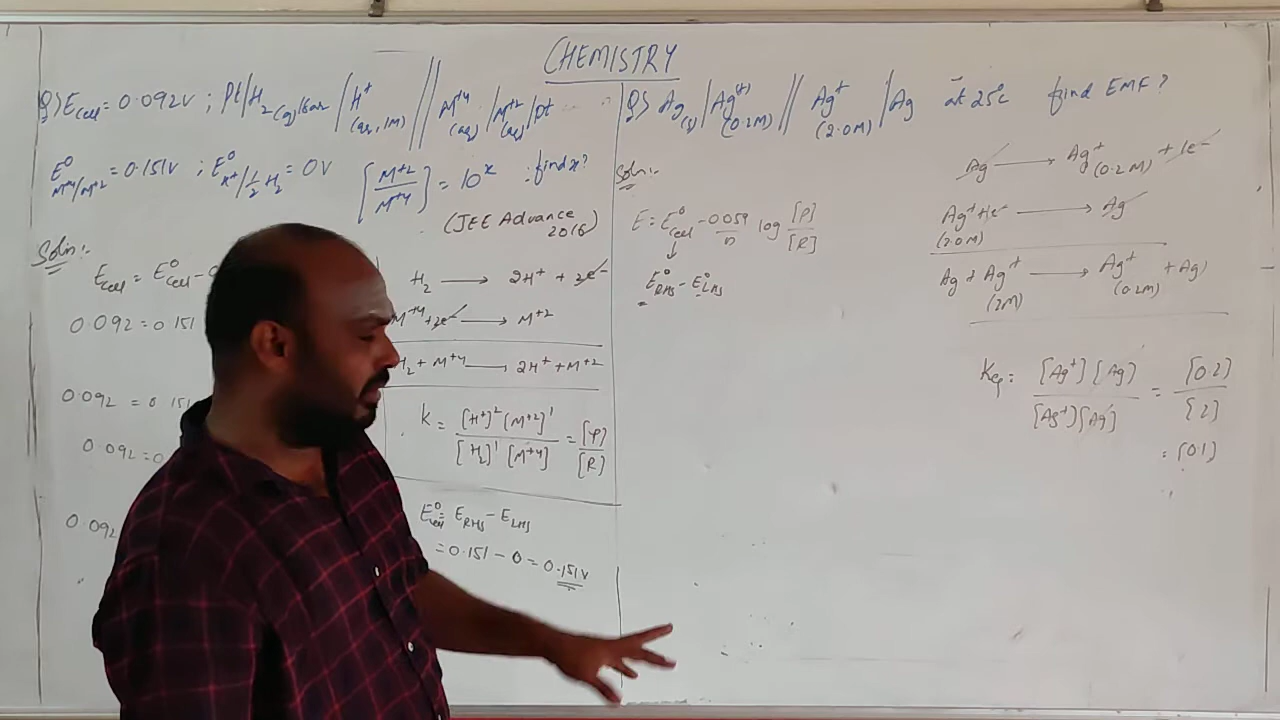 CHEMISTRY
Q) Ecell = 0.092V ; Pt/H2(g)1bar/H+(aq, 1M)//M+4(aq)/M+2(aq)/Pt
E°M+4/M+2 = 0.151V ; E°H+/½H2 = 0V [M+2/M+4] = 10^x : find x?
(JEE Advance 2016)
Soln:-
Ecell = E°cell -
0.092 = 0.151
0.092 = 0.151
0.092 = 0
0.092
H2 → 2H+ + 2e-
M+4 + 2e- → M+2
H2 + M+4 → 2H+ + M+2
K = [H+]²[M+2]¹/[H2]¹[M+4] = [P]/[R]
E°cell = ERHS - ELHS
= 0.151 - 0 = 0.151V
Q) Ag(s)/Ag(+)(0.2M)//Ag+(2.0M)/Ag at 25°C find EMF?
Soln:-
E = E°cell - 0.059/n log [P]/[R]
E°RHS - E°LHS
Ag → Ag+(0.2M) + 1e-
Ag+ + e- → Ag
(2.0M)
Ag + Ag+(2M) → Ag+(0.2M) + Ag
Keq = [Ag+][Ag]/[Ag+][Ag] = [0.2]/[2]
= [0.1]